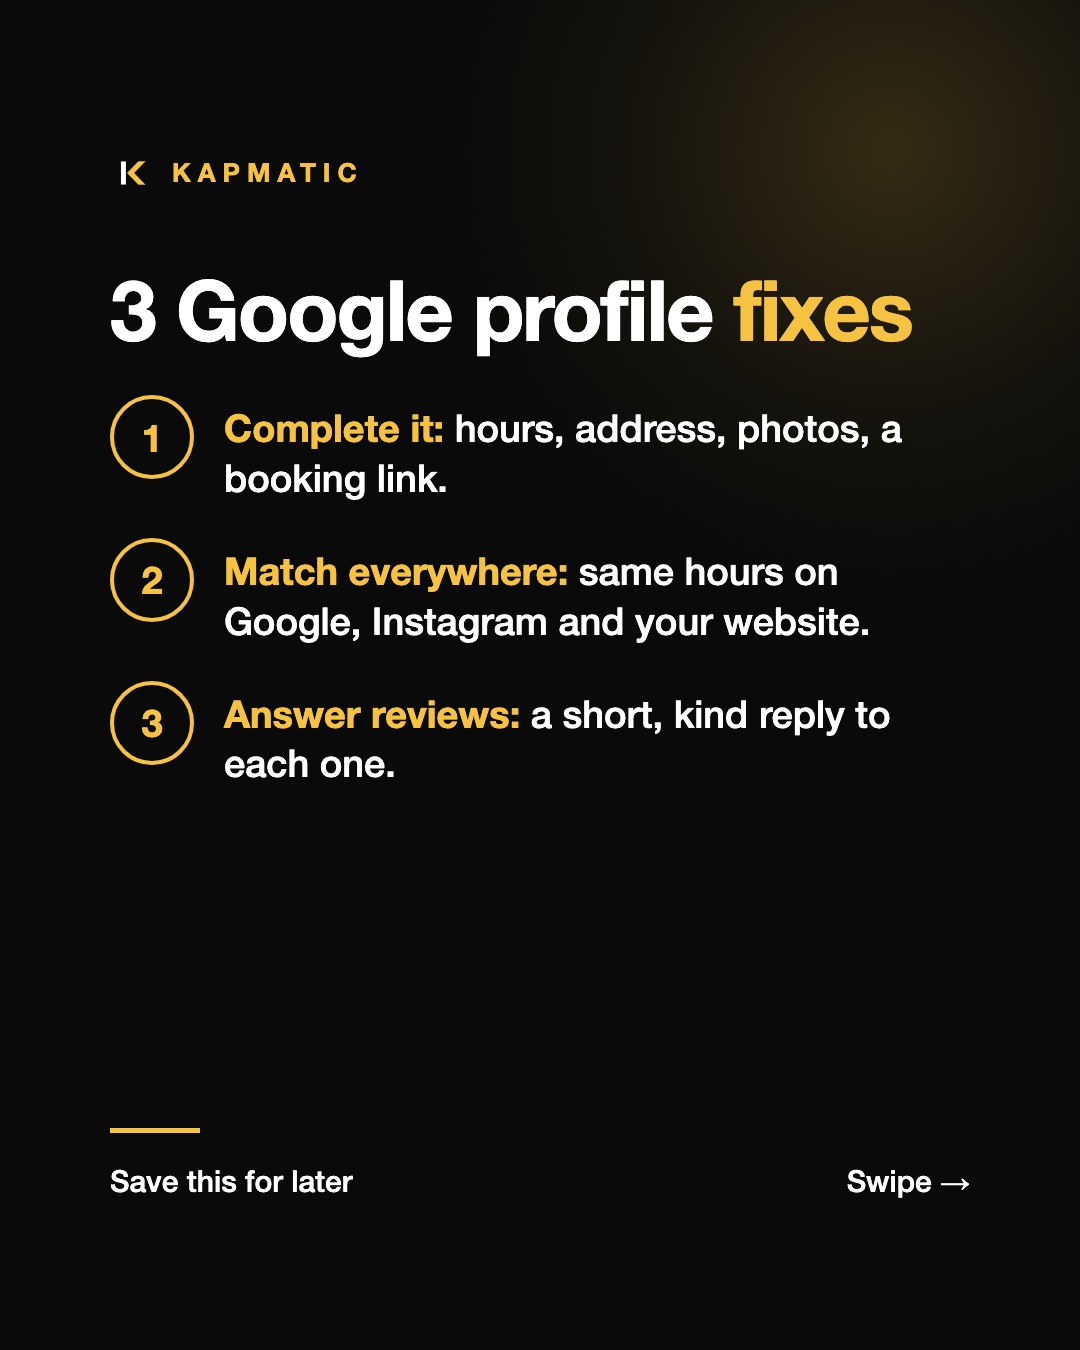 KAPMATIC
3 Google profile fixes
1
Complete it: hours, address, photos, a
booking link.
2
Match everywhere: same hours on
Google, Instagram and your website.
3
Answer reviews: a short, kind reply to
each one.
Save this for later
Swipe →